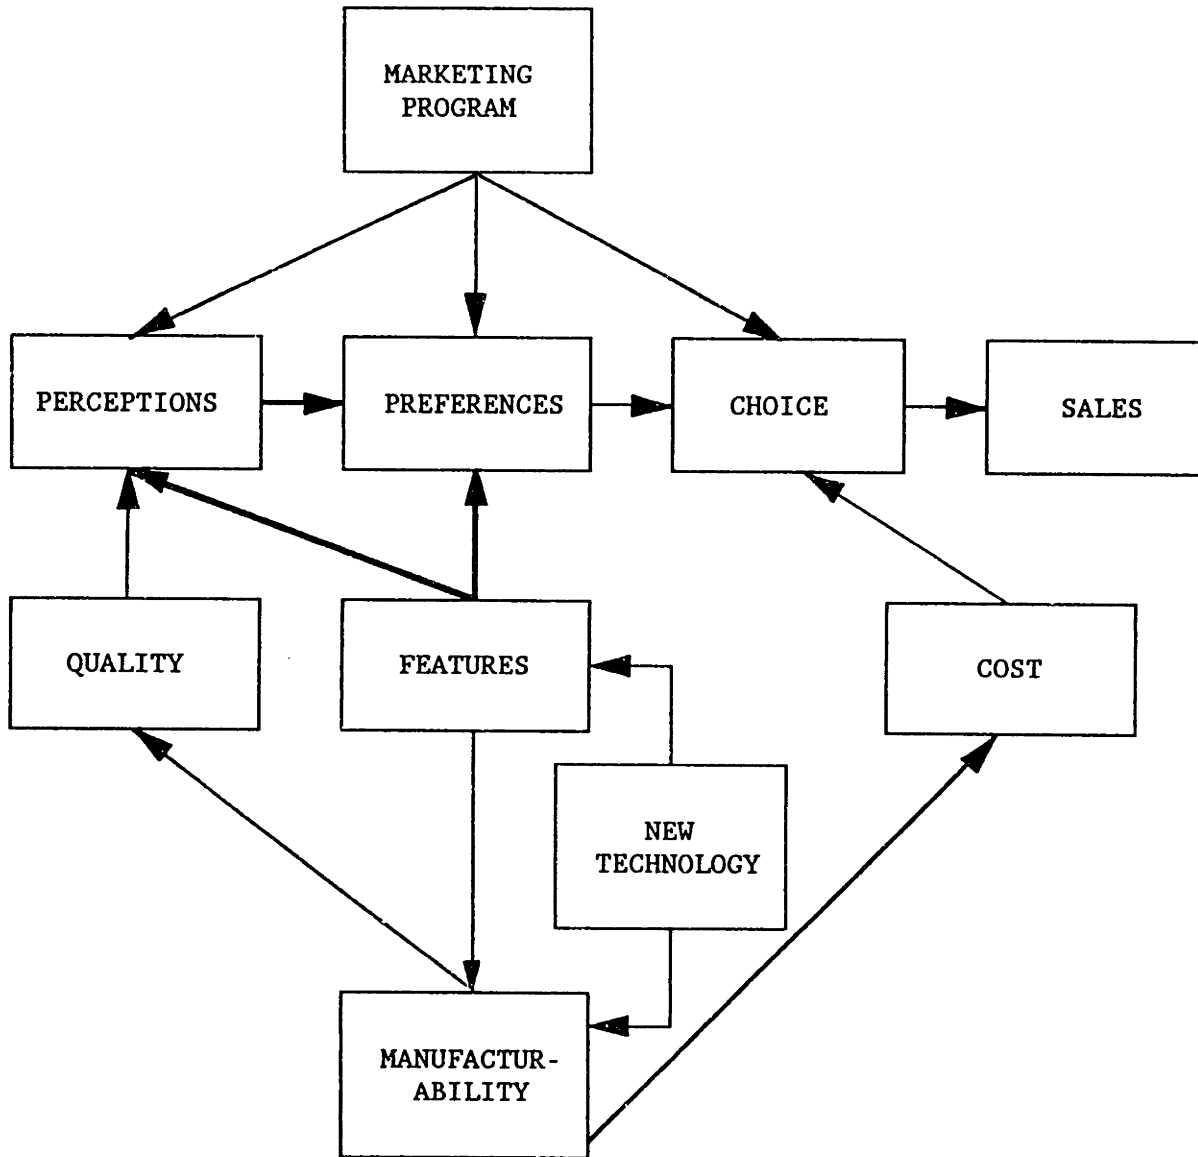 MARKETING
PROGRAM
PERCEPTIONS
PREFERENCES
CHOICE
SALES
QUALITY
FEATURES
COST
NEW
TECHNOLOGY
MANUFACTUR-
ABILITY